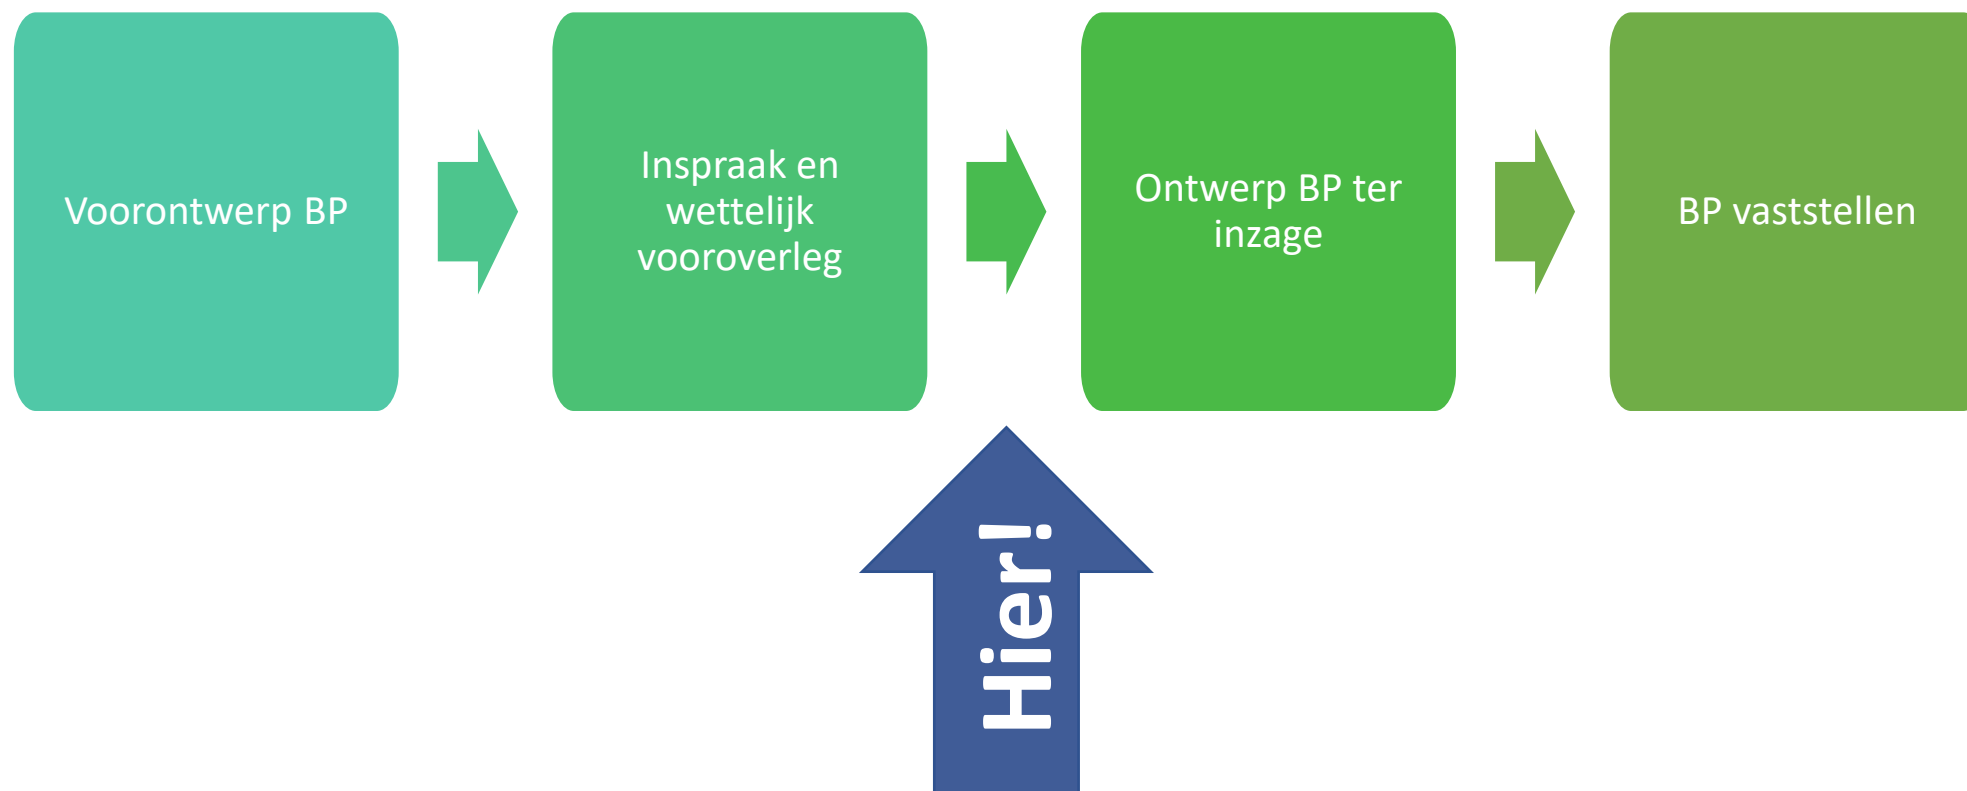 Voorontwerp BP
Inspraak en
wettelijk
vooroverleg
Ontwerp BP ter
inzage
BP vaststellen
Hier!